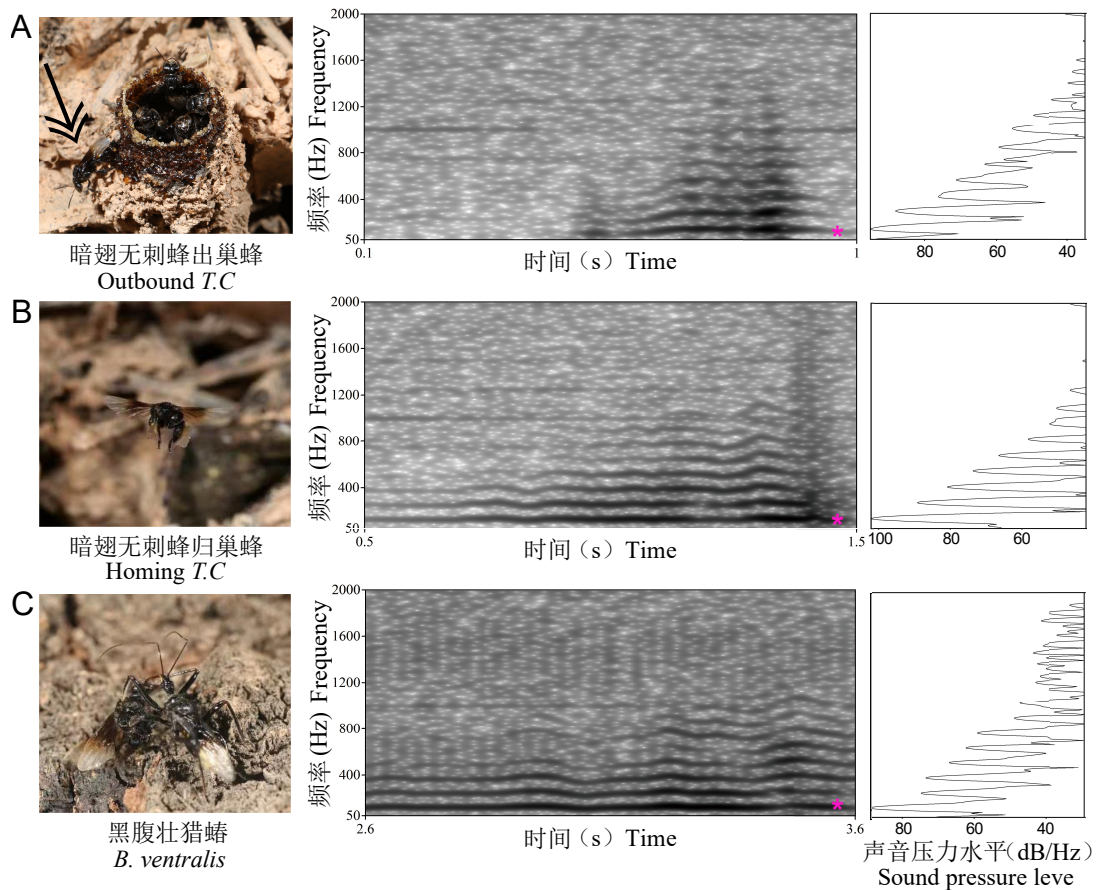 A
2000
1600
1200
800
400
50
频率 (Hz) Frequency
0.1
1
时间（s）Time
*
80
60
40
暗翅无刺蜂出巢蜂
Outbound T.C
B
2000
1600
1200
800
400
50
频率 (Hz) Frequency
0.5
1.5
时间（s）Time
*
100
80
60
暗翅无刺蜂归巢蜂
Homing T.C
C
2000
1600
1200
800
400
50
频率 (Hz) Frequency
2.6
3.6
时间（s）Time
*
80
60
40
黑腹壮猎蝽
B. ventralis
声音压力水平（dB/Hz）
Sound pressure leve